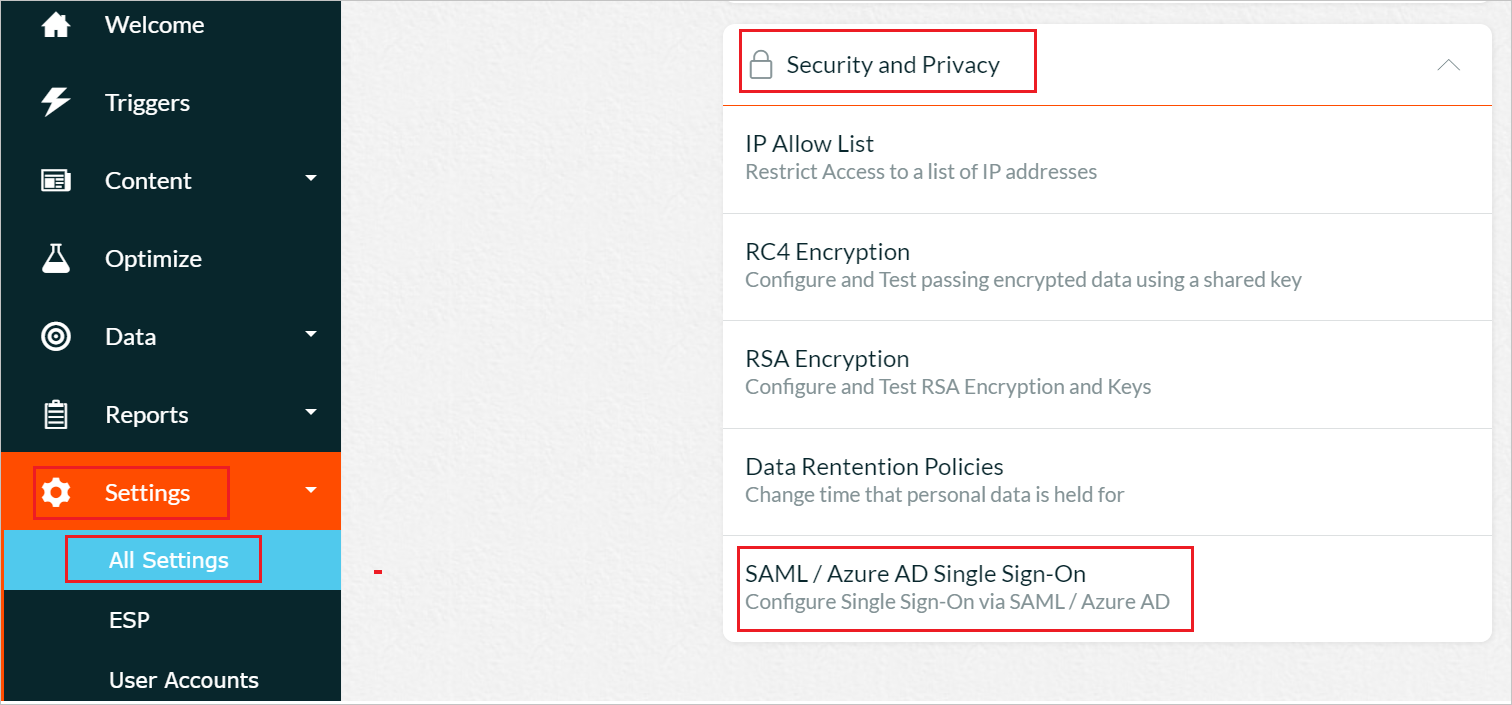 Welcome
Triggers
Content
Optimize
Data
Reports
Settings
All Settings
ESP
User Accounts
Security and Privacy
IP Allow List
Restrict Access to a list of IP addresses
RC4 Encryption
Configure and Test passing encrypted data using a shared key
RSA Encryption
Configure and Test RSA Encryption and Keys
Data Rentention Policies
Change time that personal data is held for
SAML / Azure AD Single Sign-On
Configure Single Sign-On via SAML / Azure AD